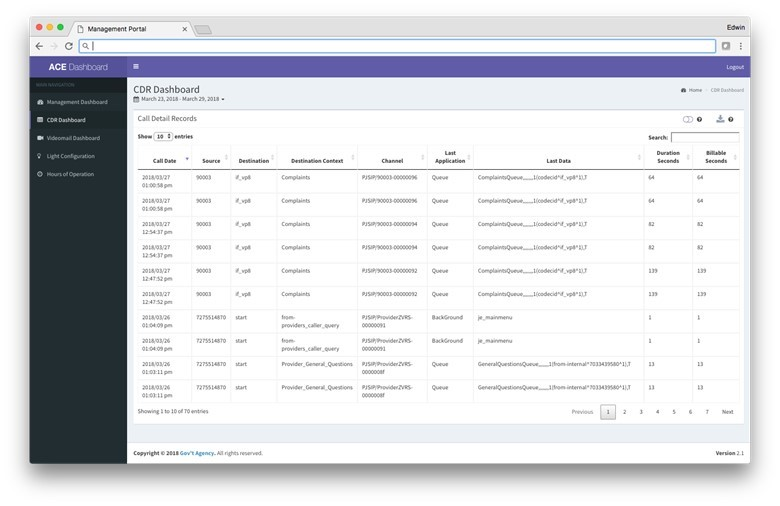 Management Portal
Edwin
ACE Dashboard
Logout
MAIN NAVIGATION
Management Dashboard
CDR Dashboard
Videomail Dashboard
Light Configuration
Hours of Operation
CDR Dashboard
Home > CDR Dashboard
March 23, 2018 - March 29, 2018
Call Detail Records
Show 10 entries
Search:
Call Date Source Destination Destination Context Channel Last Application Last Data Duration Seconds Billable Seconds
2018/03/27 01:00:58 pm 90003 if_vp8 Complaints PJSIP/90003-00000096 Queue ComplaintsQueue,,,,,,1(codecid^if_vp8^1),T 64 64
2018/03/27 01:00:58 pm 90003 if_vp8 Complaints PJSIP/90003-00000096 Queue ComplaintsQueue,,,,,,1(codecid^if_vp8^1),T 64 64
2018/03/27 12:54:37 pm 90003 if_vp8 Complaints PJSIP/90003-00000094 Queue ComplaintsQueue,,,,,,1(codecid^if_vp8^1),T 82 82
2018/03/27 12:54:37 pm 90003 if_vp8 Complaints PJSIP/90003-00000094 Queue ComplaintsQueue,,,,,,1(codecid^if_vp8^1),T 82 82
2018/03/27 12:47:52 pm 90003 if_vp8 Complaints PJSIP/90003-00000092 Queue ComplaintsQueue,,,,,,1(codecid^if_vp8^1),T 139 139
2018/03/27 12:47:52 pm 90003 if_vp8 Complaints PJSIP/90003-00000092 Queue ComplaintsQueue,,,,,,1(codecid^if_vp8^1),T 139 139
2018/03/26 01:04:09 pm 7275514870 start from-providers_caller_query PJSIP/ProviderZVRS-00000091 BackGround je_mainmenu 1 1
2018/03/26 01:04:09 pm 7275514870 start from-providers_caller_query PJSIP/ProviderZVRS-00000091 BackGround je_mainmenu 1 1
2018/03/26 01:03:11 pm 7275514870 start Provider_General_Questions PJSIP/ProviderZVRS-0000008f Queue GeneralQuestionsQueue,,,,,,1(from-internal^7033439580^1),T 13 13
2018/03/26 01:03:11 pm 7275514870 start Provider_General_Questions PJSIP/ProviderZVRS-0000008f Queue GeneralQuestionsQueue,,,,,,1(from-internal^7033439580^1),T 13 13
Showing 1 to 10 of 70 entries
Previous 1 2 3 4 5 6 7 Next
Copyright © 2018 Gov't Agency. All rights reserved.
Version 2.1